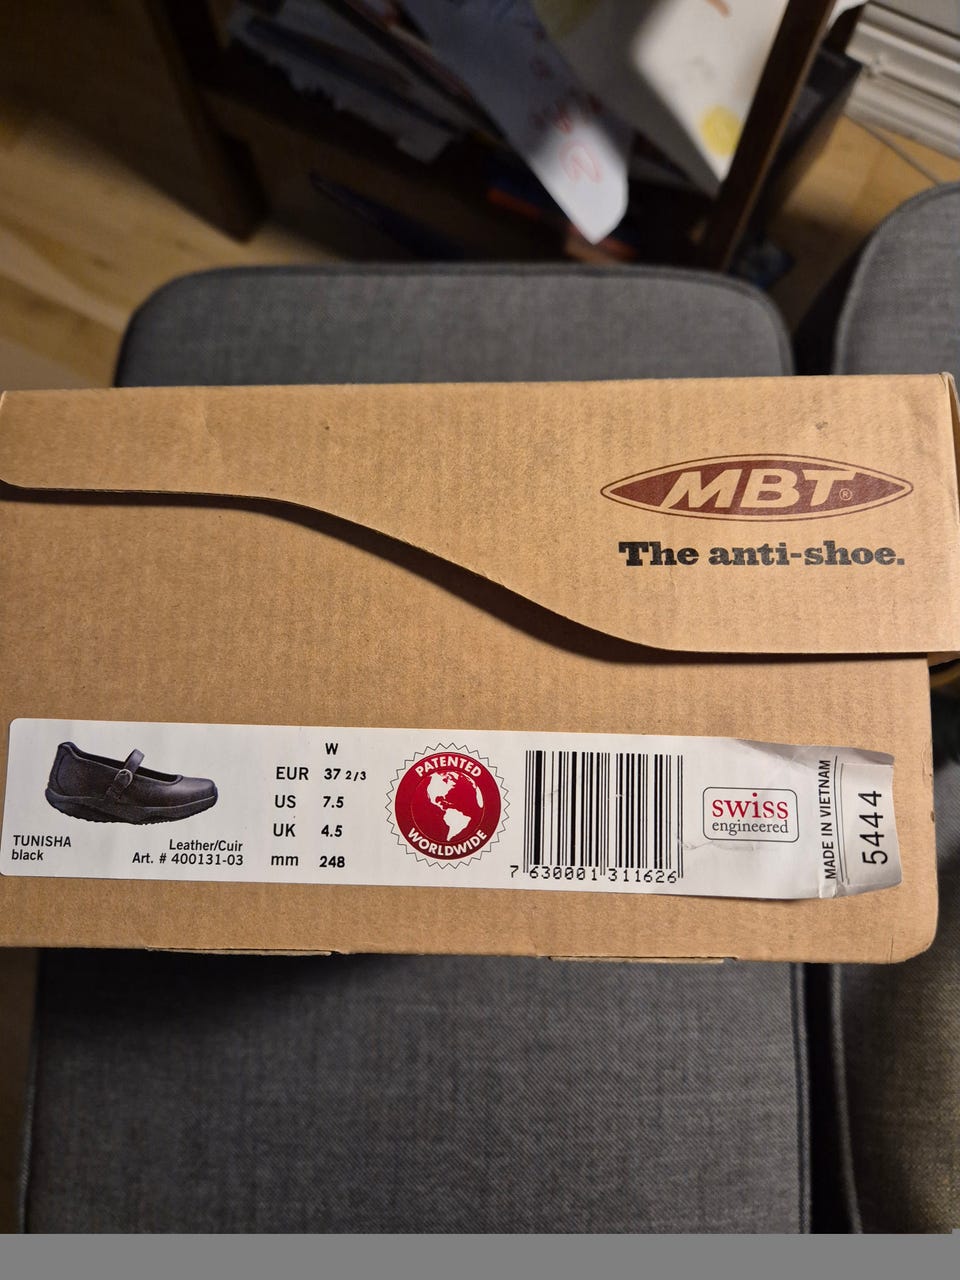 MBT®
The anti-shoe.
TUNISHA
black
Leather/Cuir
Art. # 400131-03
W
EUR 37 2/3
US 7.5
UK 4.5
mm 248
PATENTED
WORLDWIDE
7 630001 311626
swiss
engineered
MADE IN VIETNAM
5444